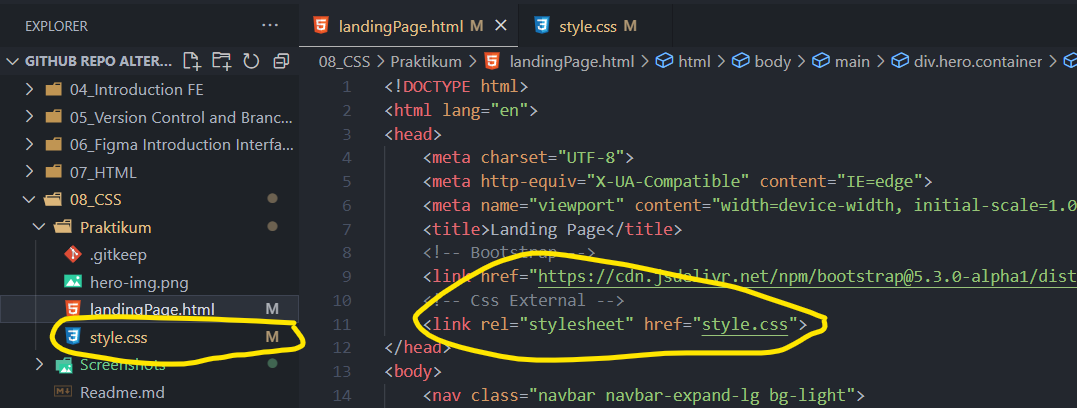 EXPLORER
GITHUB REPO ALTER...
04_Introduction FE
05_Version Control and Branc...
06_Figma Introduction Interfa...
07_HTML
08_CSS
Praktikum
.gitkeep
hero-img.png
landingPage.html M
style.css M
Screenshots
Readme.md
landingPage.html M
style.css M
08_CSS > Praktikum > landingPage.html > html > body > main > div.hero.container >
1 <!DOCTYPE html>
2 <html lang="en">
3 <head>
4 <meta charset="UTF-8">
5 <meta http-equiv="X-UA-Compatible" content="IE=edge">
6 <meta name="viewport" content="width=device-width, initial-scale=1.0
7 <title>Landing Page</title>
8 <!-- Bootstrap -->
9 <link href="https://cdn.jsdelivr.net/npm/bootstrap@5.3.0-alpha1/dist
10 <!-- Css External -->
11 <link rel="stylesheet" href="style.css">
12 </head>
13 <body>
14 <nav class="navbar navbar-expand-lg bg-light">